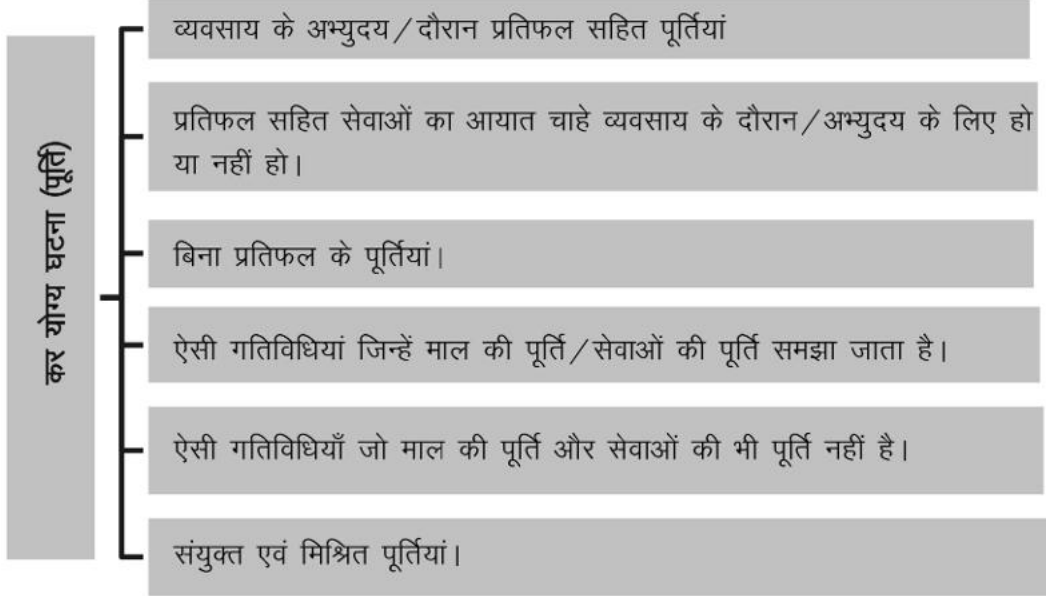 कर योग्य घटना (पूर्ति)
व्यवसाय के अभ्युदय/दौरान प्रतिफल सहित पूर्तियां
प्रतिफल सहित सेवाओं का आयात चाहे व्यवसाय के दौरान/अभ्युदय के लिए हो
या नहीं हो।
बिना प्रतिफल के पूर्तियां।
ऐसी गतिविधियां जिन्हें माल की पूर्ति/सेवाओं की पूर्ति समझा जाता है।
ऐसी गतिविधियाँ जो माल की पूर्ति और सेवाओं की भी पूर्ति नहीं है।
संयुक्त एवं मिश्रित पूर्तियां।